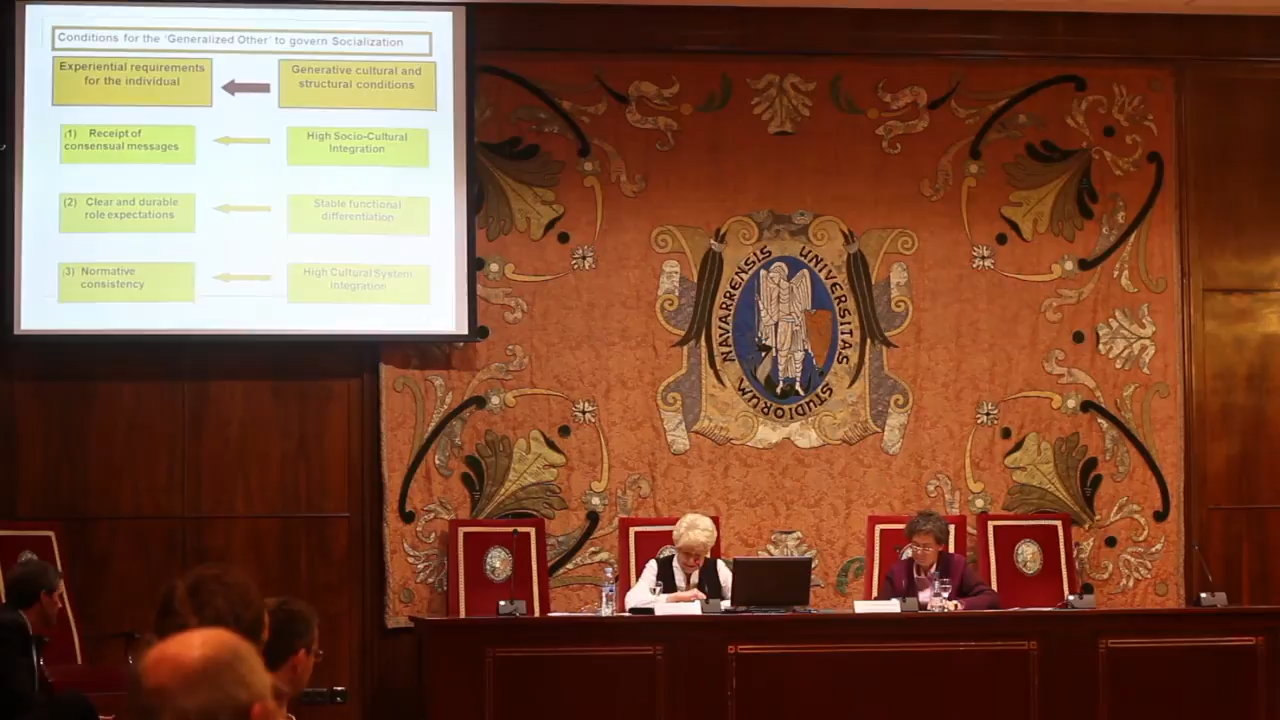 Conditions for the 'Generalized Other' to govern Socialization
Experiential requirements
for the individual
Generative cultural and
structural conditions
(1) Receipt of
consensual messages
High Socio-Cultural
Integration
(2) Clear and durable
role expectations
Stable functional
differentiation
3) Normative
consistency
High Cultural System
integration
UNIVERSITAS
STUDIORUM
NAVARRENSIS